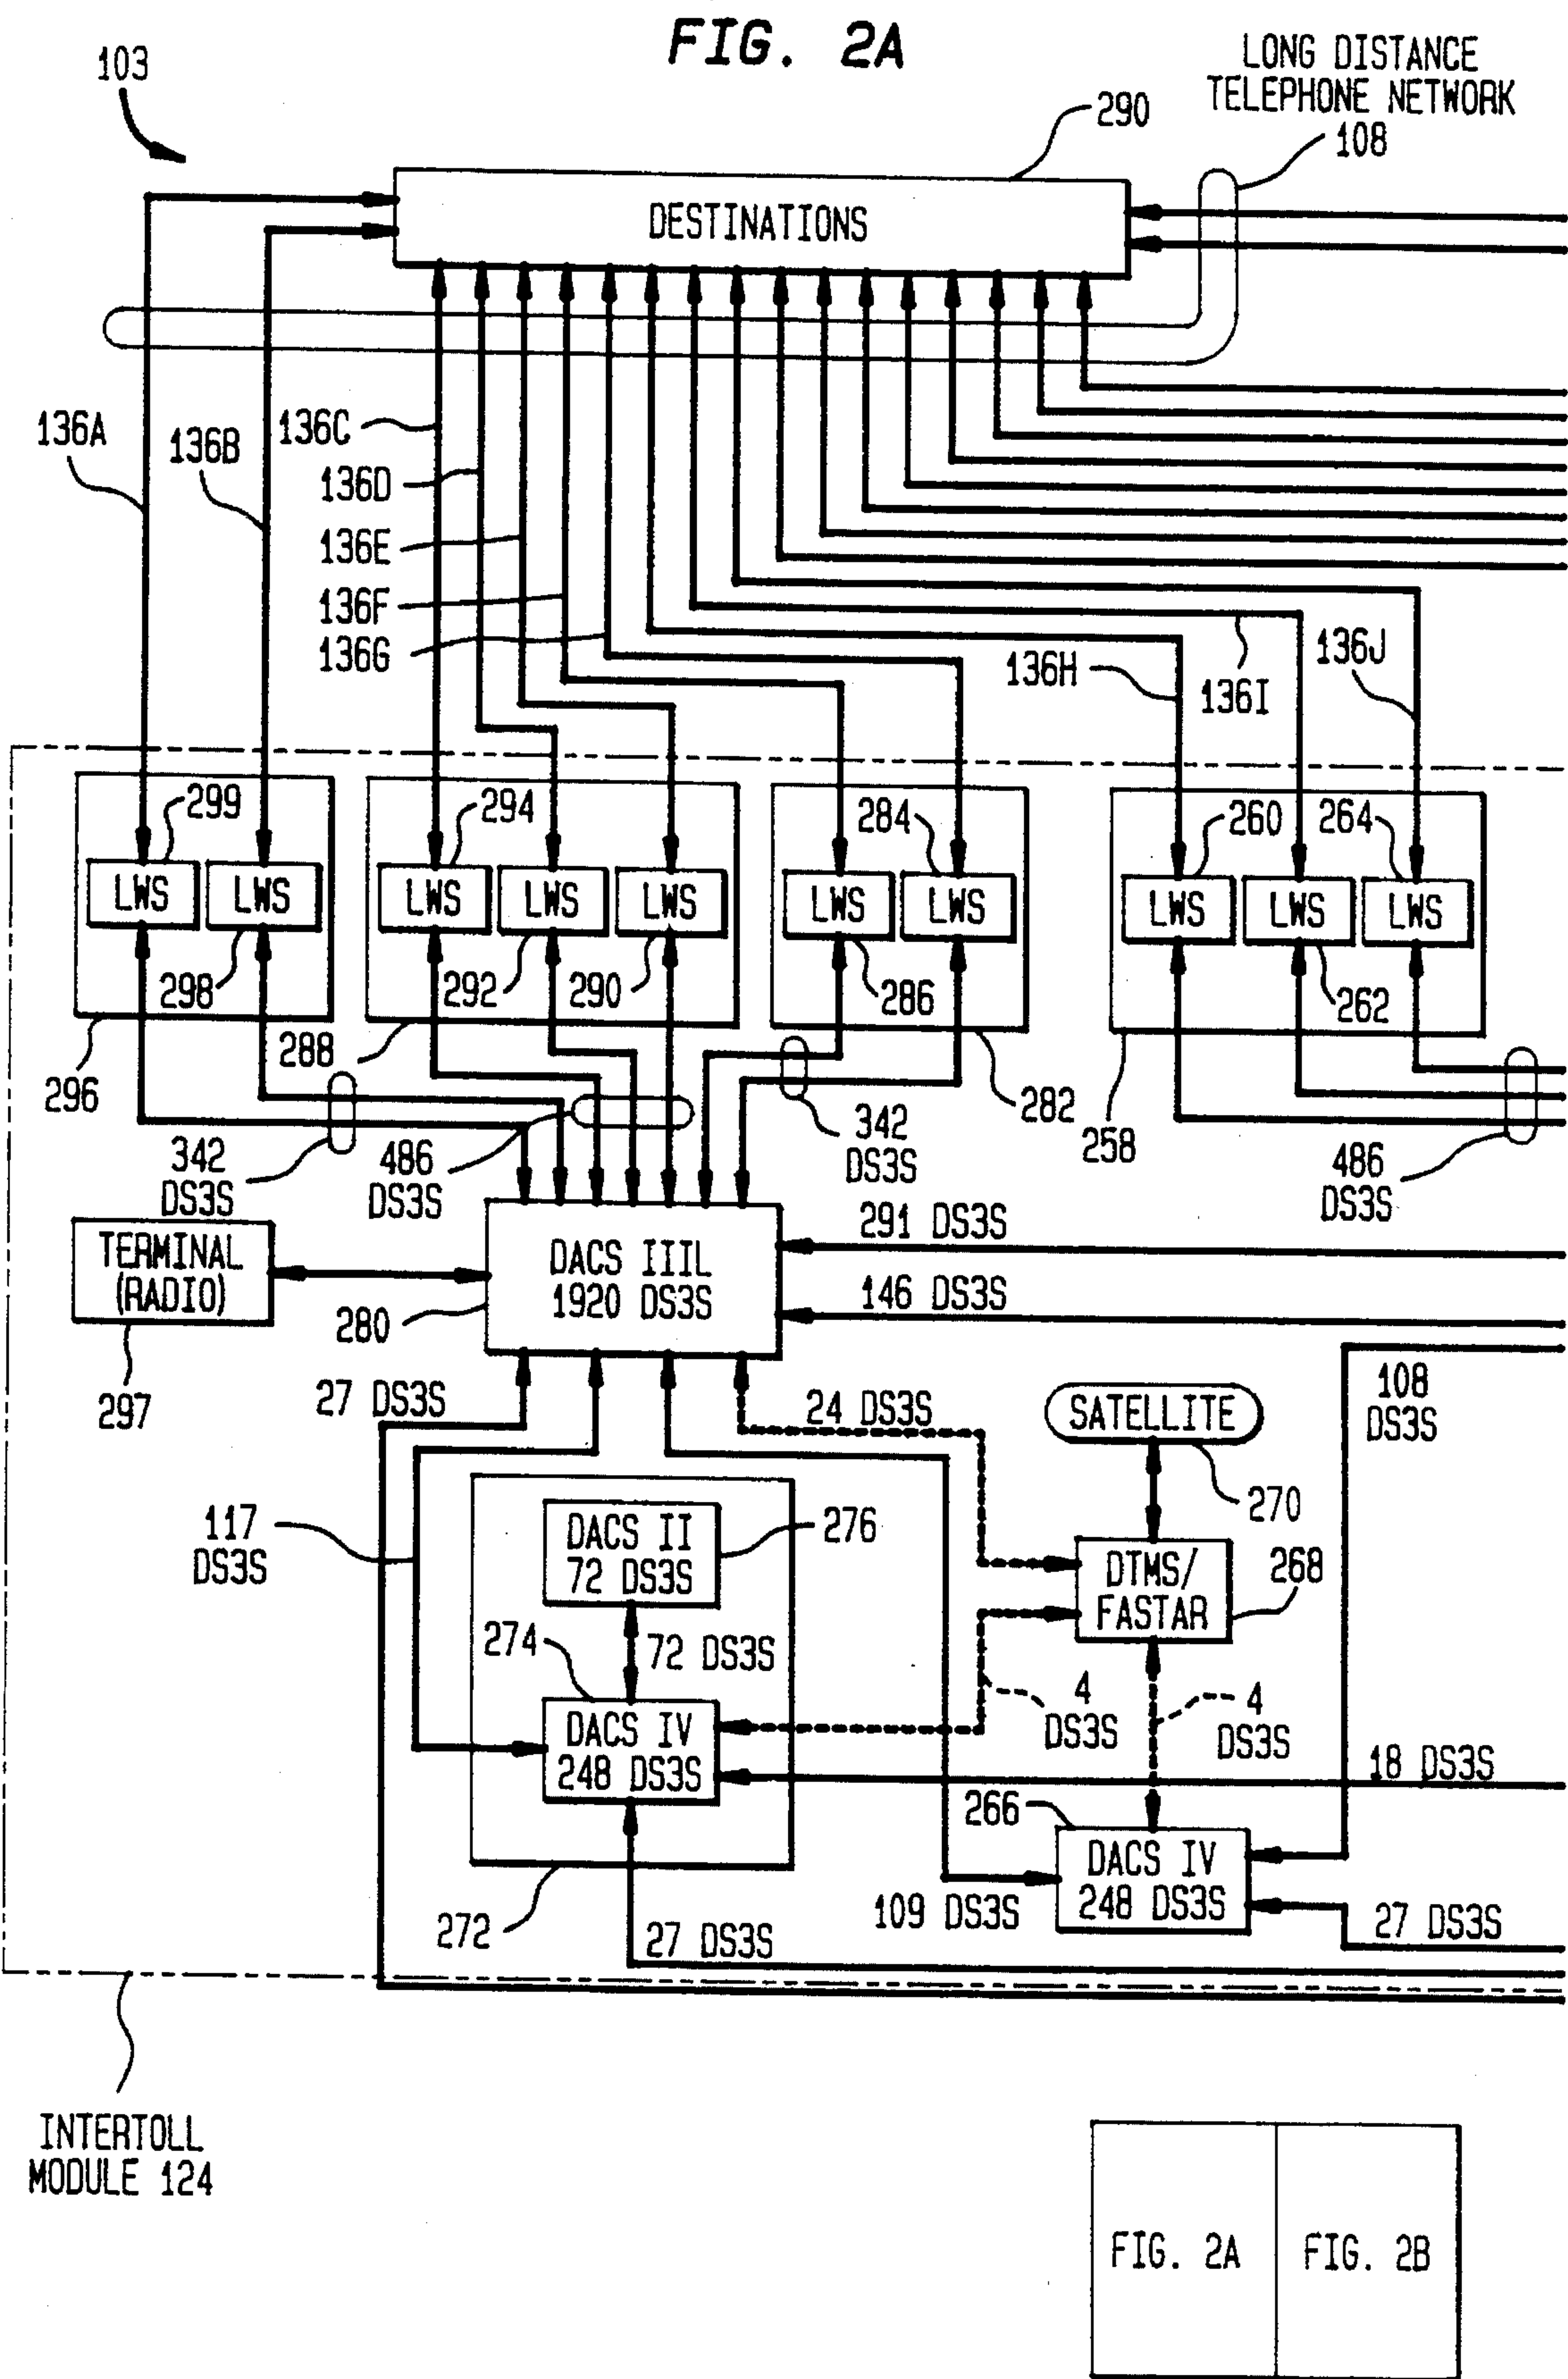 FIG. 2A
103
LONG DISTANCE
TELEPHONE NETWORK
108
290
DESTINATIONS
136A
136B
136C
136D
136E
136F
136G
136H
136I
136J
299
294
284
260
264
LWS
LWS
LWS
LWS
LWS
LWS
LWS
LWS
LWS
LWS
298
292
290
286
262
296
288
282
258
342
DS3S
486
DS3S
342
DS3S
486
DS3S
TERMINAL
(RADIO)
297
DACS IIIL
1920 DS3S
280
291 DS3S
146 DS3S
108
DS3S
27 DS3S
24 DS3S
SATELLITE
270
117
DS3S
DACS II
72 DS3S
276
DTMS/
FASTAR
268
274
72 DS3S
4
DS3S
4
DS3S
DACS IV
248 DS3S
18 DS3S
266
DACS IV
248 DS3S
109 DS3S
27 DS3S
272
27 DS3S
INTERTOLL
MODULE 124
FIG. 2A
FIG. 2B